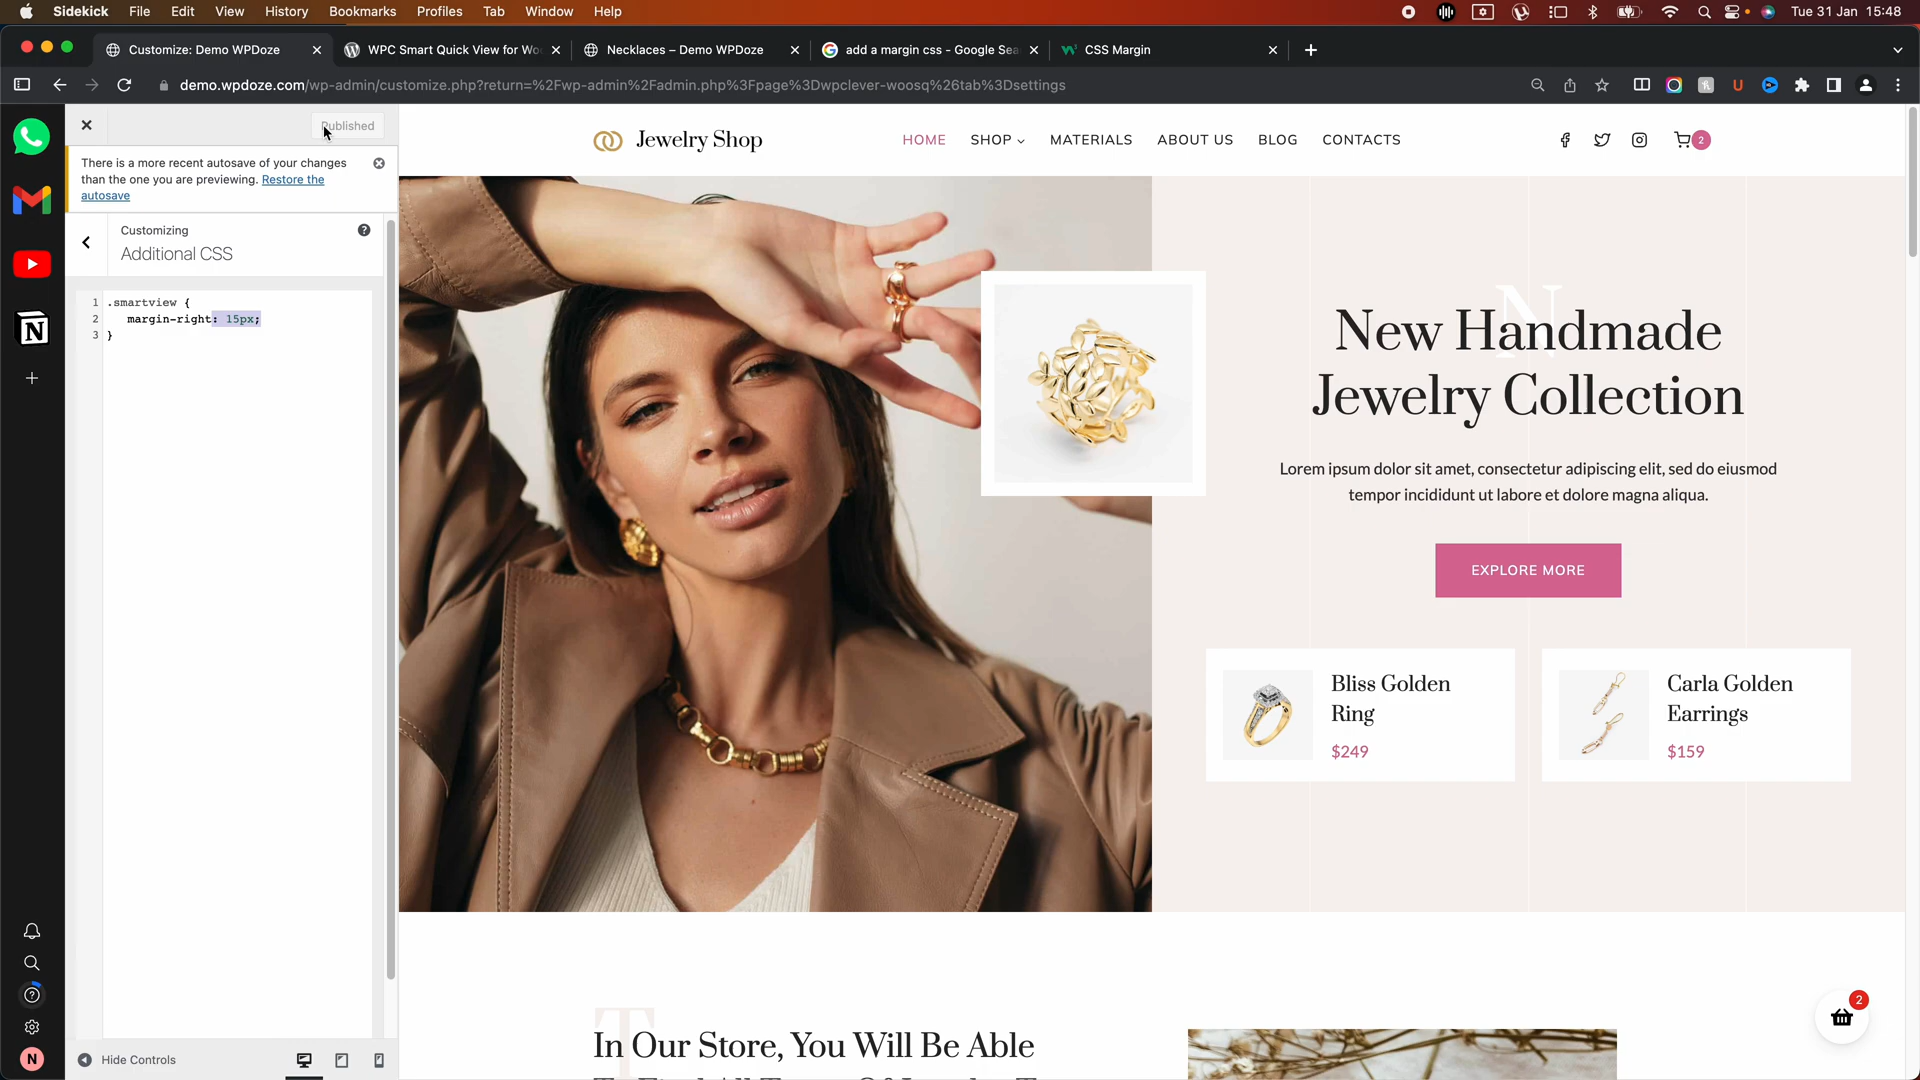 Sidekick File Edit View History Bookmarks Profiles Tab Window Help Tue 31 Jan 15:48
Customize: Demo WPDoze WPC Smart Quick View for Wo Necklaces – Demo WPDoze add a margin css - Google Sea CSS Margin
demo.wpdoze.com/wp-admin/customize.php?return=%2Fwp-admin%2Fadmin.php%3Fpage%3Dwpclever-woosq%26tab%3Dsettings
Published
There is a more recent autosave of your changes
than the one you are previewing. Restore the
autosave
Customizing
Additional CSS
1 .smartview {
2 margin-right: 15px;
3 }
Hide Controls
N
Jewelry Shop
HOME SHOP MATERIALS ABOUT US BLOG CONTACTS 2
N
New Handmade
Jewelry Collection
Lorem ipsum dolor sit amet, consectetur adipiscing elit, sed do eiusmod
tempor incididunt ut labore et dolore magna aliqua.
EXPLORE MORE
Bliss Golden
Ring
$249
Carla Golden
Earrings
$159
T
In Our Store, You Will Be Able
2